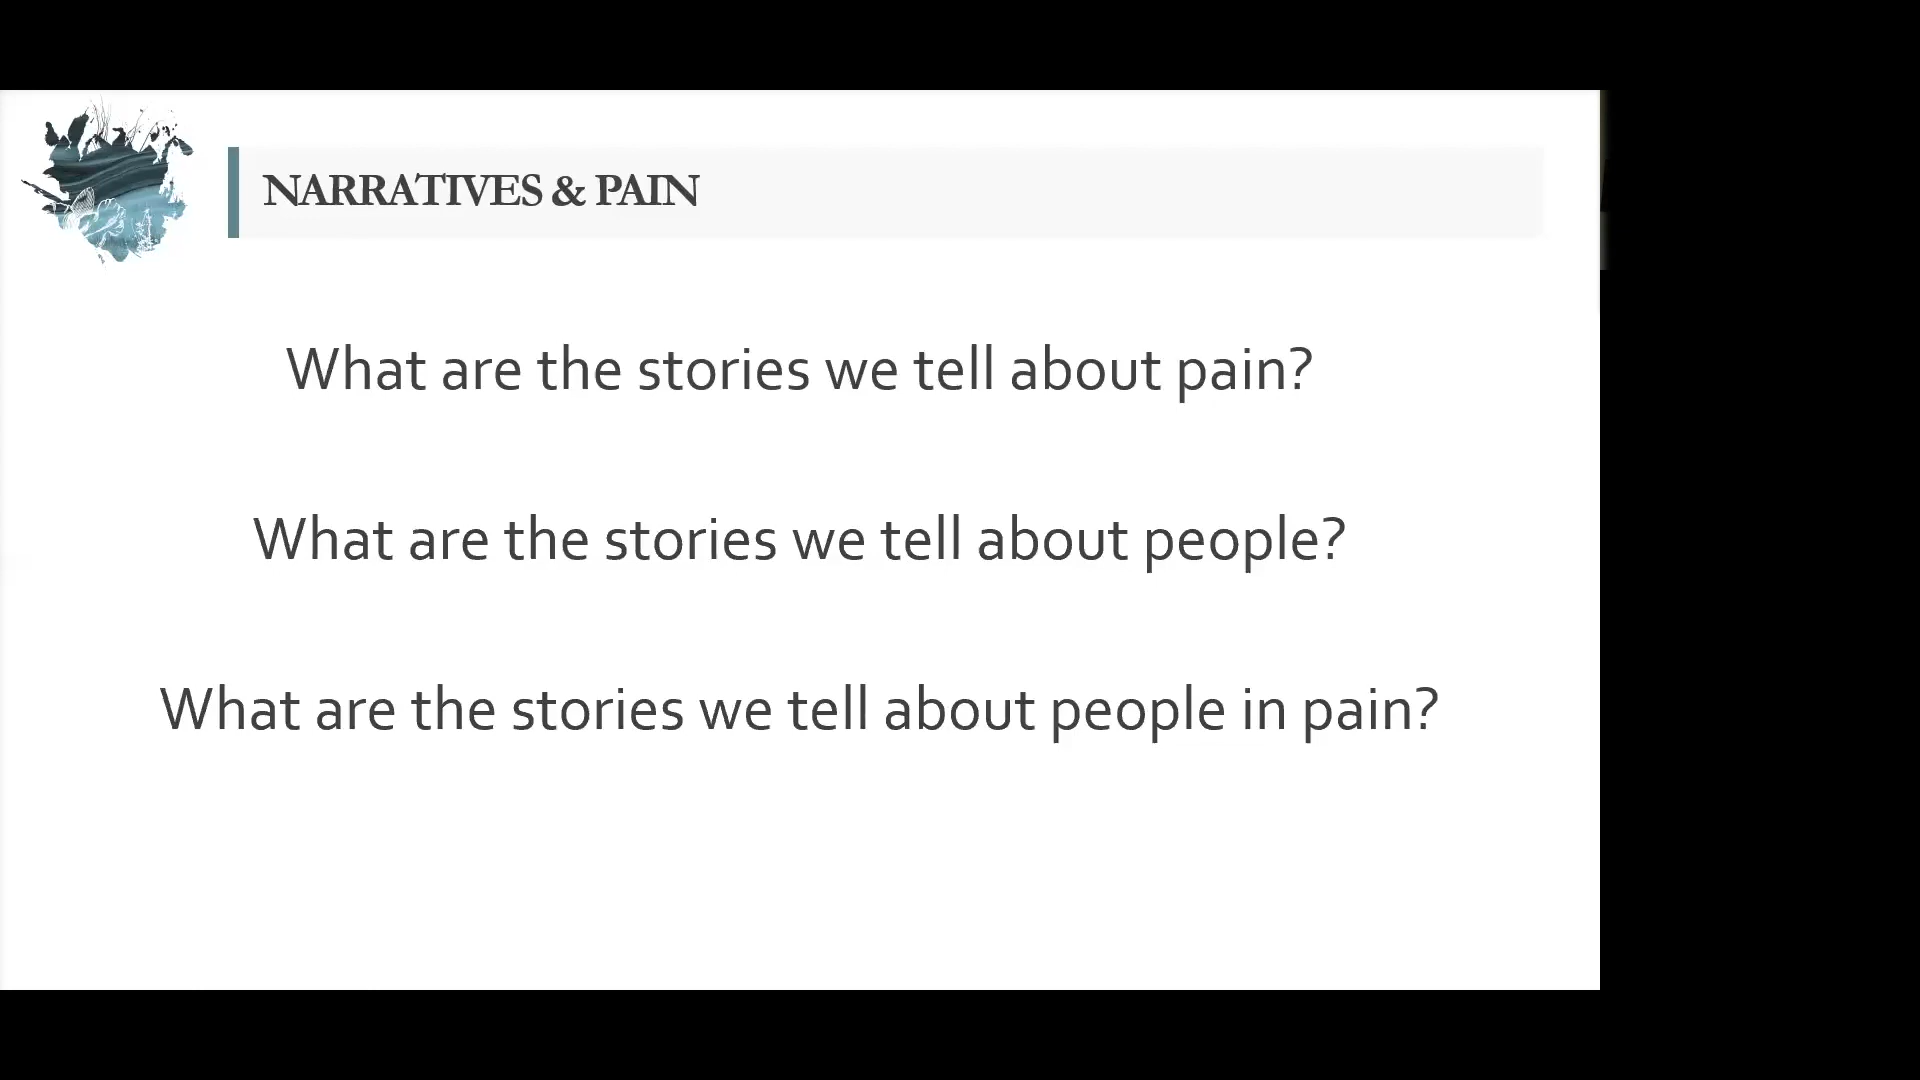 NARRATIVES & PAIN
What are the stories we tell about pain?
What are the stories we tell about people?
What are the stories we tell about people in pain?